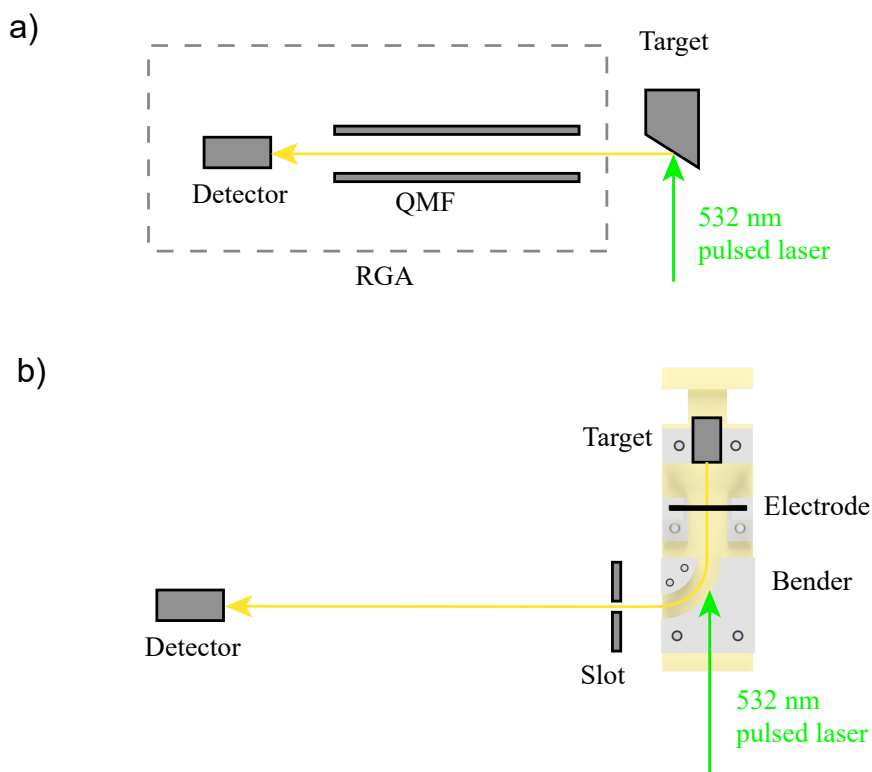 a)
Target
Detector
QMF
532 nm
pulsed laser
RGA
b)
Target
Electrode
Bender
Detector
Slot
532 nm
pulsed laser